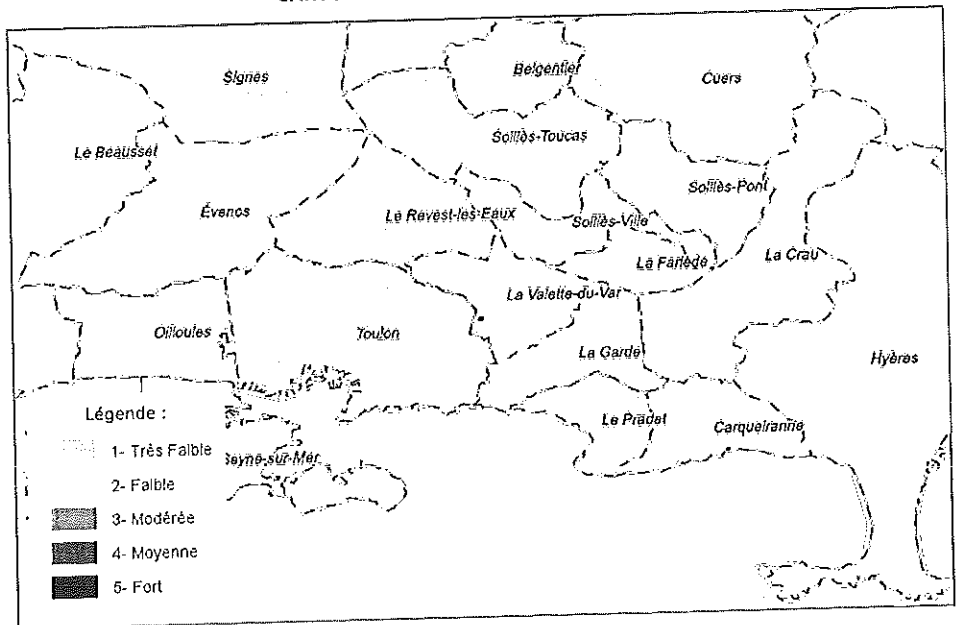 Signes
Belgentier
Cuers
Le Beausset
Solliès-Toucas
Solliès-Pont
Évenos
Le Revest-les-Eaux
Solliès-Ville
La Farlède
La Crau
La Valette-du-Var
Ollioules
Toulon
La Garde
Hyères
Le Pradet
Carqueiranne
Seyne-sur-Mer
Légende :
1- Très Faible
2- Faible
3- Modérée
4- Moyenne
5- Fort